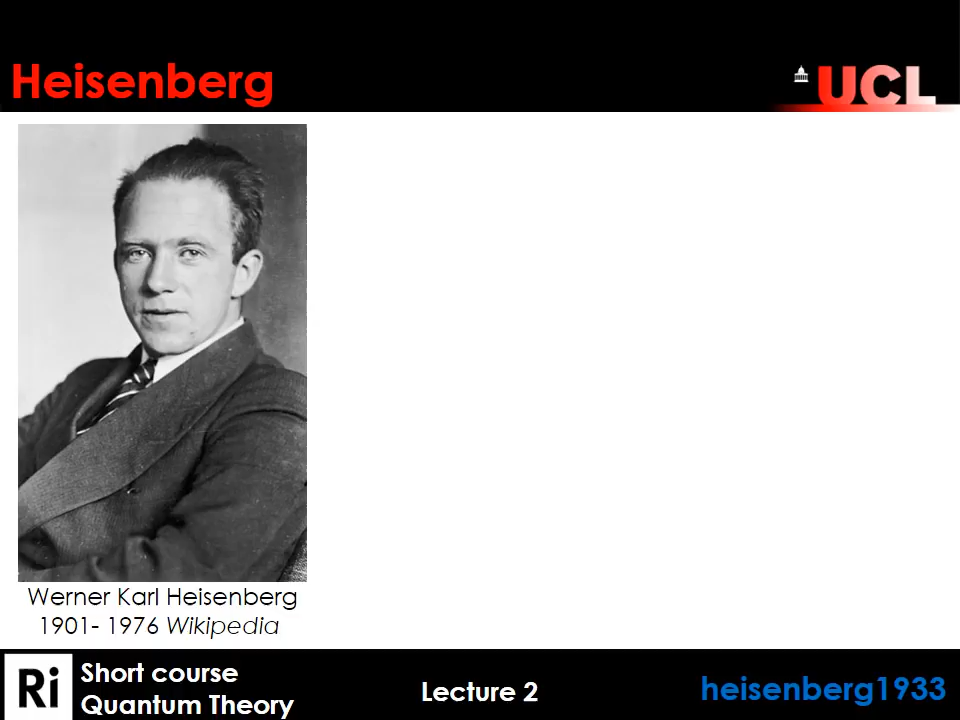 Heisenberg
UCL
Werner Karl Heisenberg
1901- 1976 Wikipedia
Ri
Short course
Quantum Theory
Lecture 2
heisenberg1933